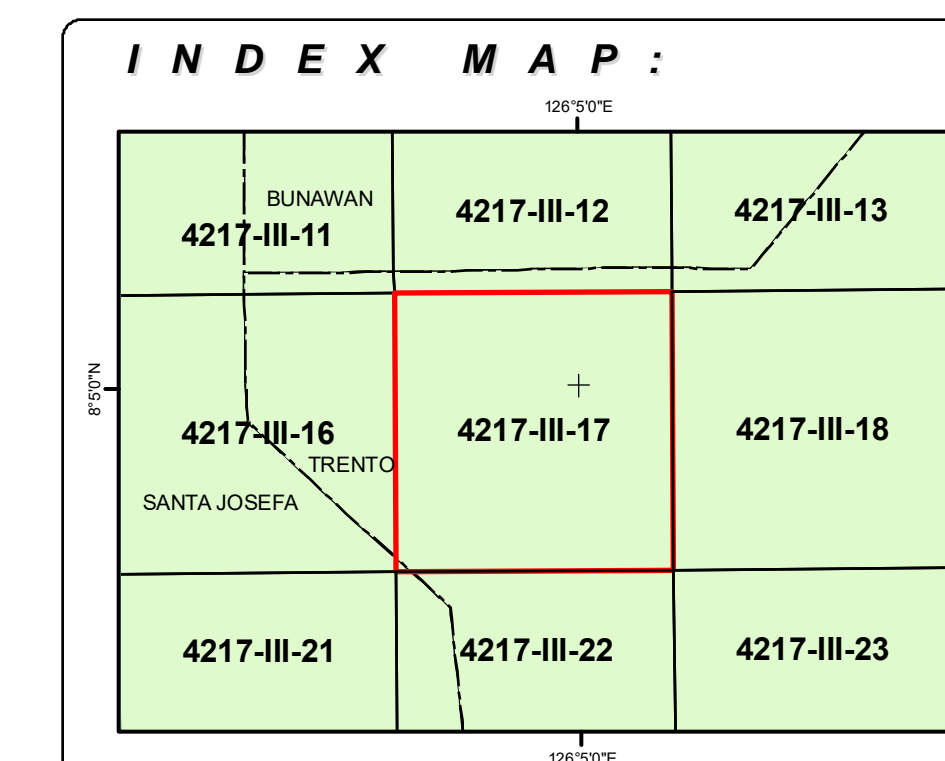 INDEX MAP:
126°5'0"E
BUNAWAN
4217-III-11
4217-III-12
4217-III-13
8°5'0"N
4217-III-16
4217-III-17
4217-III-18
TRENTO
SANTA JOSEFA
4217-III-21
4217-III-22
4217-III-23
126°5'0"E